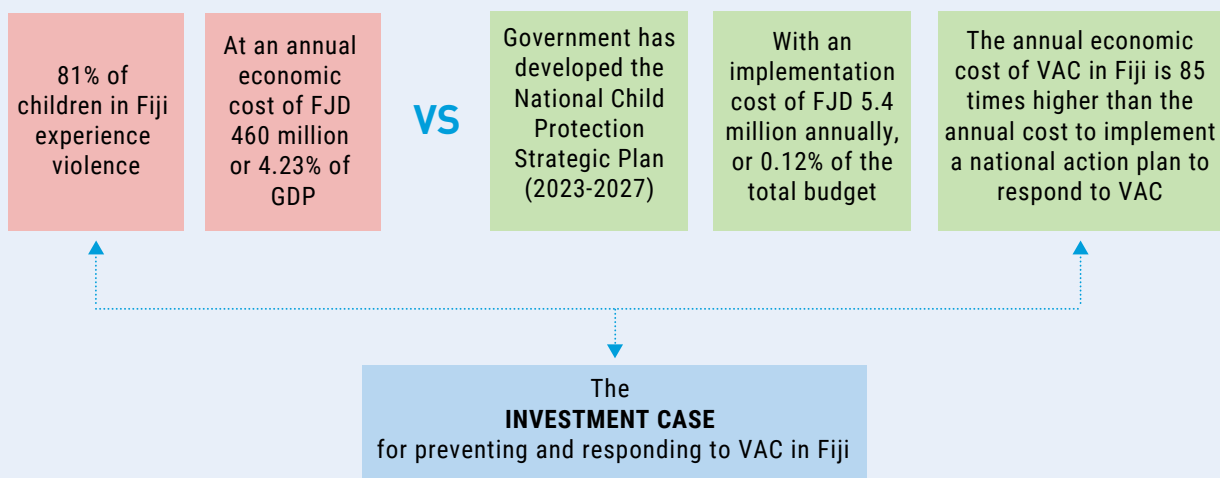 81% of
children in Fiji
experience
violence
At an annual
economic
cost of FJD
460 million
or 4.23% of
GDP
VS
Government has
developed the
National Child
Protection
Strategic Plan
(2023-2027)
With an
implementation
cost of FJD 5.4
million annually,
or 0.12% of the
total budget
The annual economic
cost of VAC in Fiji is 85
times higher than the
annual cost to implement
a national action plan to
respond to VAC
The
INVESTMENT CASE
for preventing and responding to VAC in Fiji